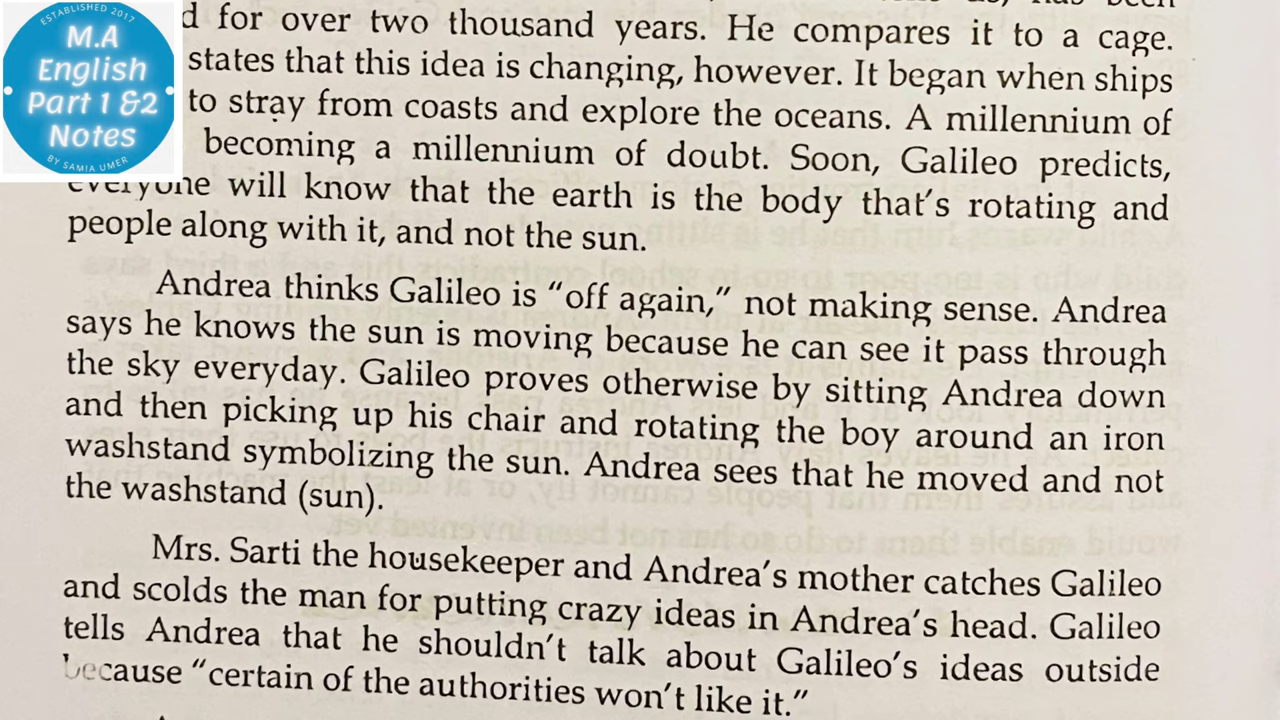 ESTABLISHED 2017
M.A
English
Part 1 &2
Notes
BY SAMIA UMER
for over two thousand years. He compares it to a cage.
states that this idea is changing, however. It began when ships
to stray from coasts and explore the oceans. A millennium of
becoming a millennium of doubt. Soon, Galileo predicts,
everyone will know that the earth is the body that's rotating and
people along with it, and not the sun.
Andrea thinks Galileo is “off again,” not making sense. Andrea
says he knows the sun is moving because he can see it pass through
the sky everyday. Galileo proves otherwise by sitting Andrea down
and then picking up his chair and rotating the boy around an iron
washstand symbolizing the sun. Andrea sees that he moved and not
the washstand (sun).
Mrs. Sarti the housekeeper and Andrea's mother catches Galileo
and scolds the man for putting crazy ideas in Andrea's head. Galileo
tells Andrea that he shouldn't talk about Galileo's ideas outside
because “certain of the authorities won't like it.”